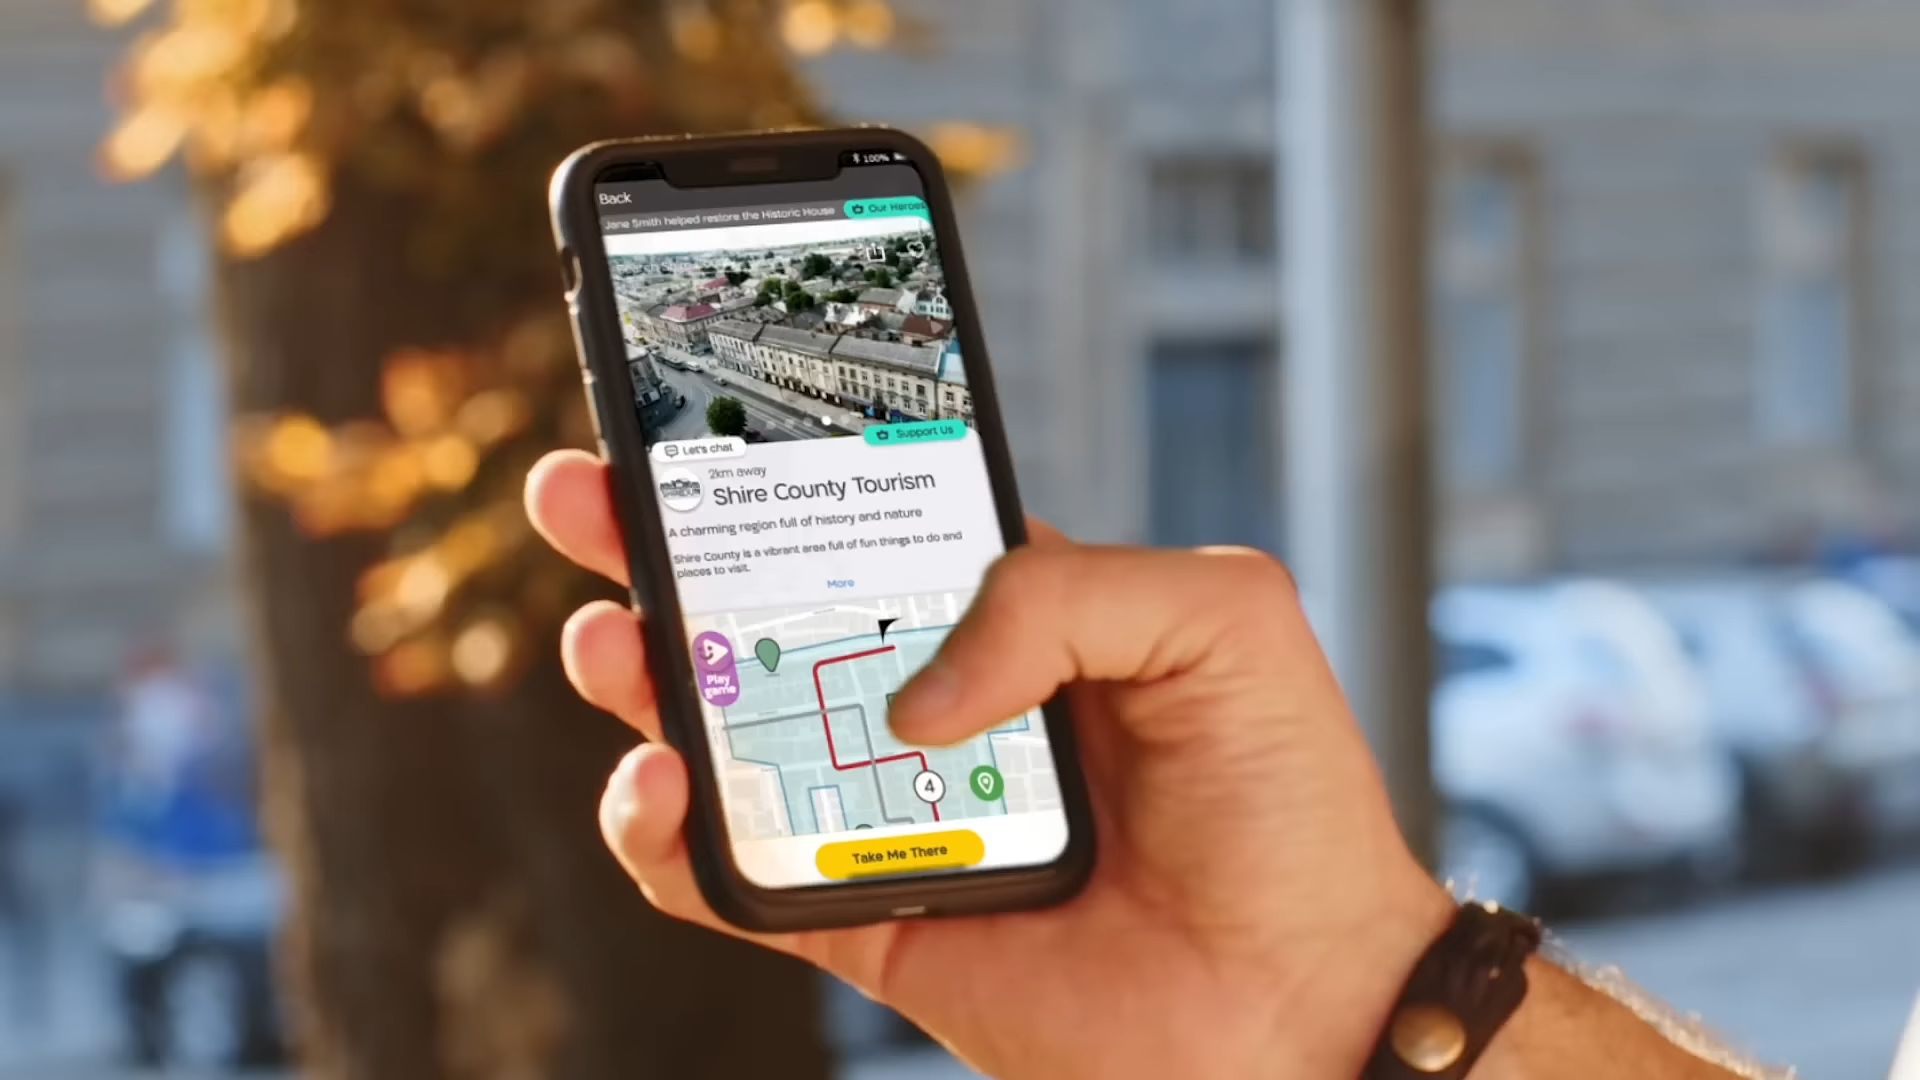 100%
Back
Jane Smith helped restore the Historic House
Our Heroes
Let's chat
Support Us
2km away
Shire County Tourism
A charming region full of history and nature
Shire County is a vibrant area full of fun things to do and
places to visit.
More
Play
game
4
Take Me There